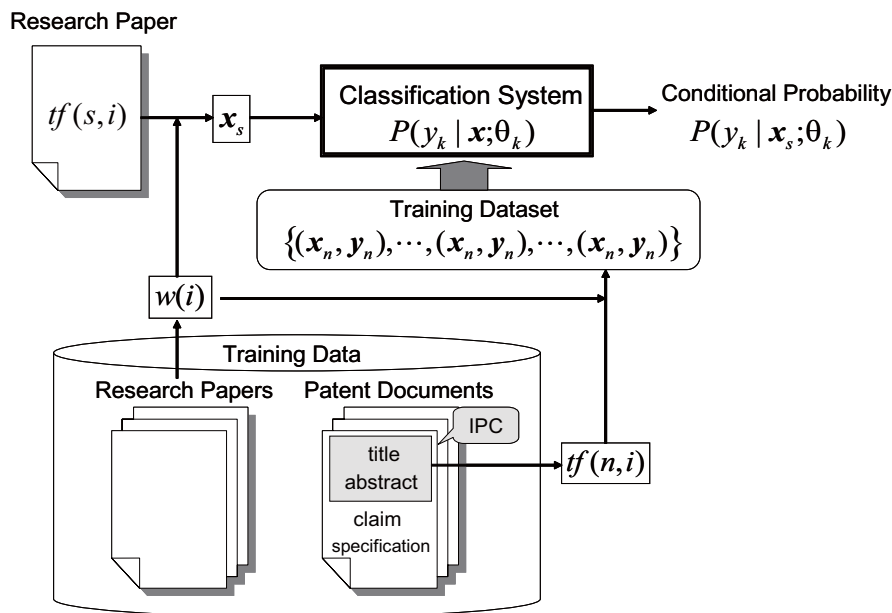 Research Paper
tf(s,i)
x_s
Classification System
P(y_k | x;θ_k)
Conditional Probability
P(y_k | x_s;θ_k)
Training Dataset
{(x_n, y_n),⋯,(x_n, y_n),⋯,(x_n, y_n)}
w(i)
Training Data
Research Papers
Patent Documents
IPC
title
abstract
claim
specification
tf(n,i)